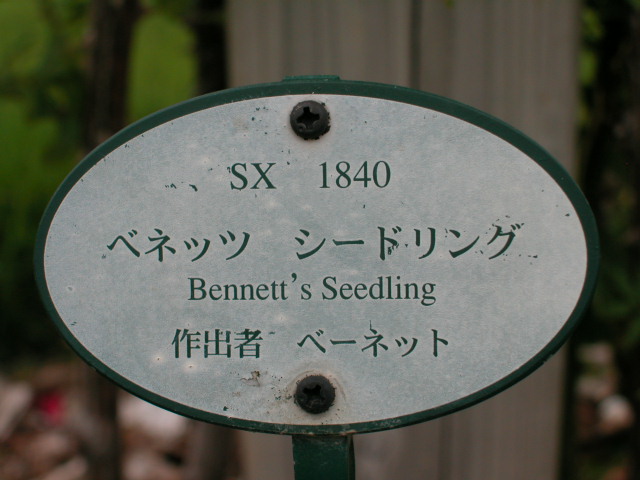 SX 1840
ベネッツ シードリング
Bennett's Seedling
作出者 ベーネット